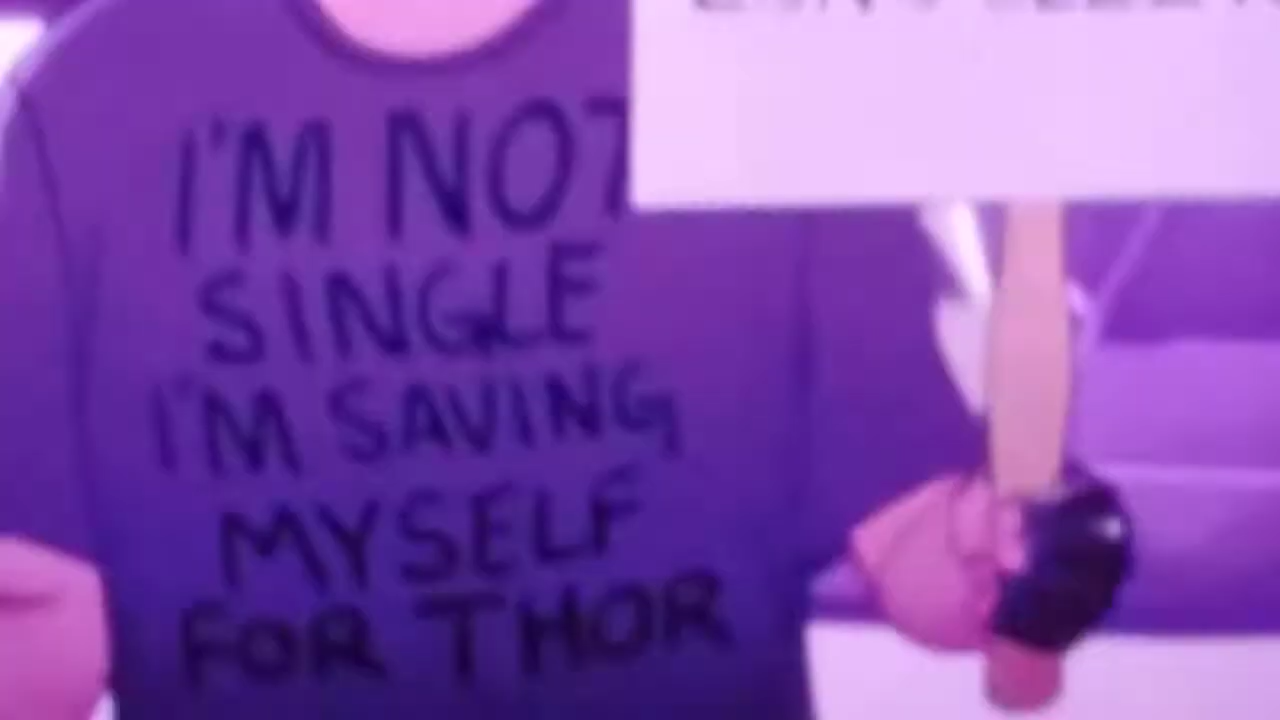 I'M NOT
SINGLE
I'M SAVING
MYSELF
FOR THOR